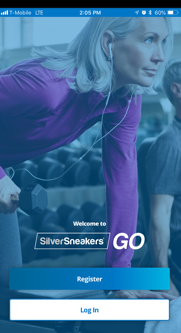 T-Mobile LTE 2:05 PM 60%
Welcome to
SilverSneakers GO
Register
Log In